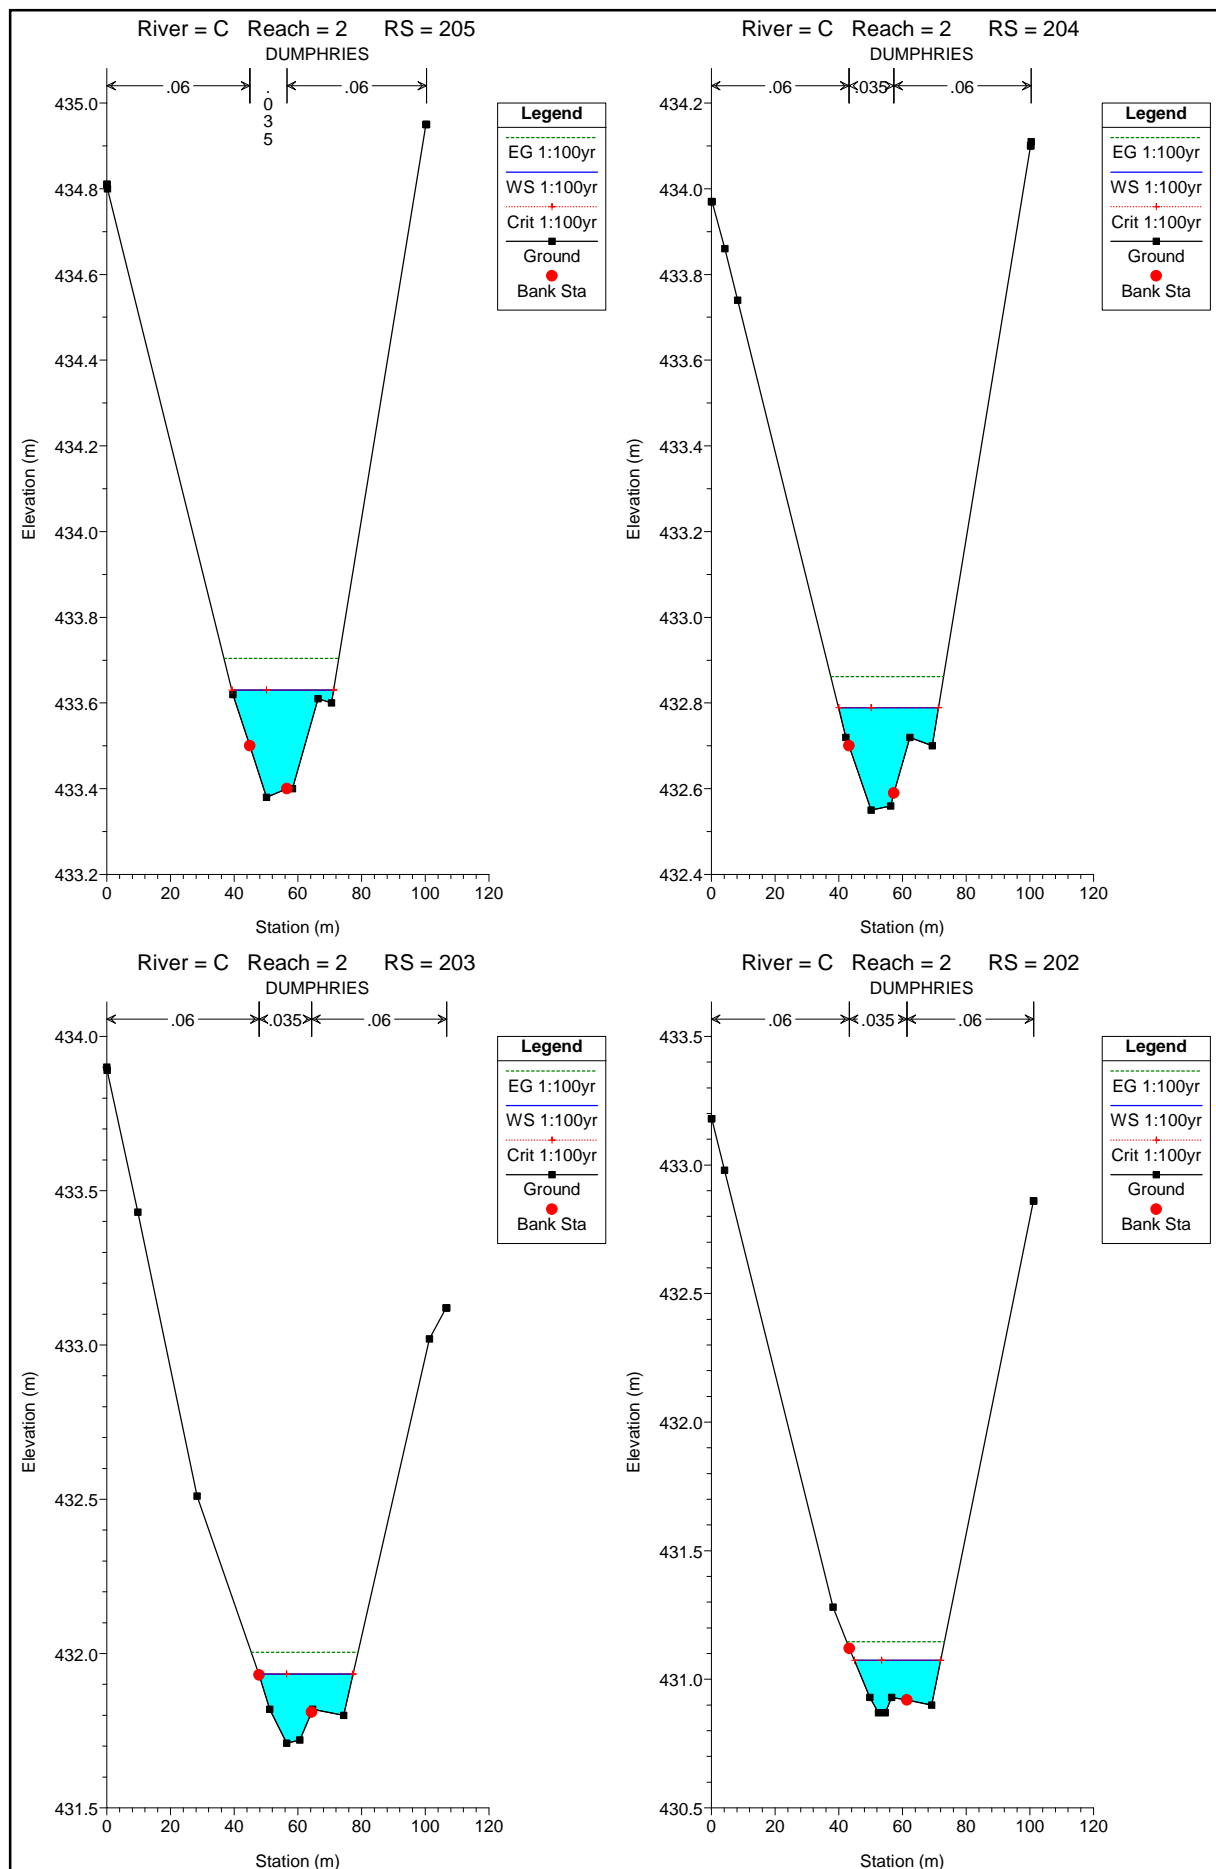 River = C Reach = 2 RS = 205
DUMPHRIES
.06
.035
.06
435.0
434.8
434.6
434.4
434.2
434.0
433.8
433.6
433.4
433.2
Elevation (m)
0 20 40 60 80 100 120
Station (m)
Legend
EG 1:100yr
WS 1:100yr
Crit 1:100yr
Ground
Bank Sta
River = C Reach = 2 RS = 204
DUMPHRIES
.06 .035 .06
434.2
434.0
433.8
433.6
433.4
433.2
433.0
432.8
432.6
432.4
Elevation (m)
0 20 40 60 80 100 120
Station (m)
Legend
EG 1:100yr
WS 1:100yr
Crit 1:100yr
Ground
Bank Sta
River = C Reach = 2 RS = 203
DUMPHRIES
.06 .035 .06
434.0
433.5
433.0
432.5
432.0
431.5
Elevation (m)
0 20 40 60 80 100 120
Station (m)
Legend
EG 1:100yr
WS 1:100yr
Crit 1:100yr
Ground
Bank Sta
River = C Reach = 2 RS = 202
DUMPHRIES
.06 .035 .06
433.5
433.0
432.5
432.0
431.5
431.0
430.5
Elevation (m)
0 20 40 60 80 100 120
Station (m)
Legend
EG 1:100yr
WS 1:100yr
Crit 1:100yr
Ground
Bank Sta